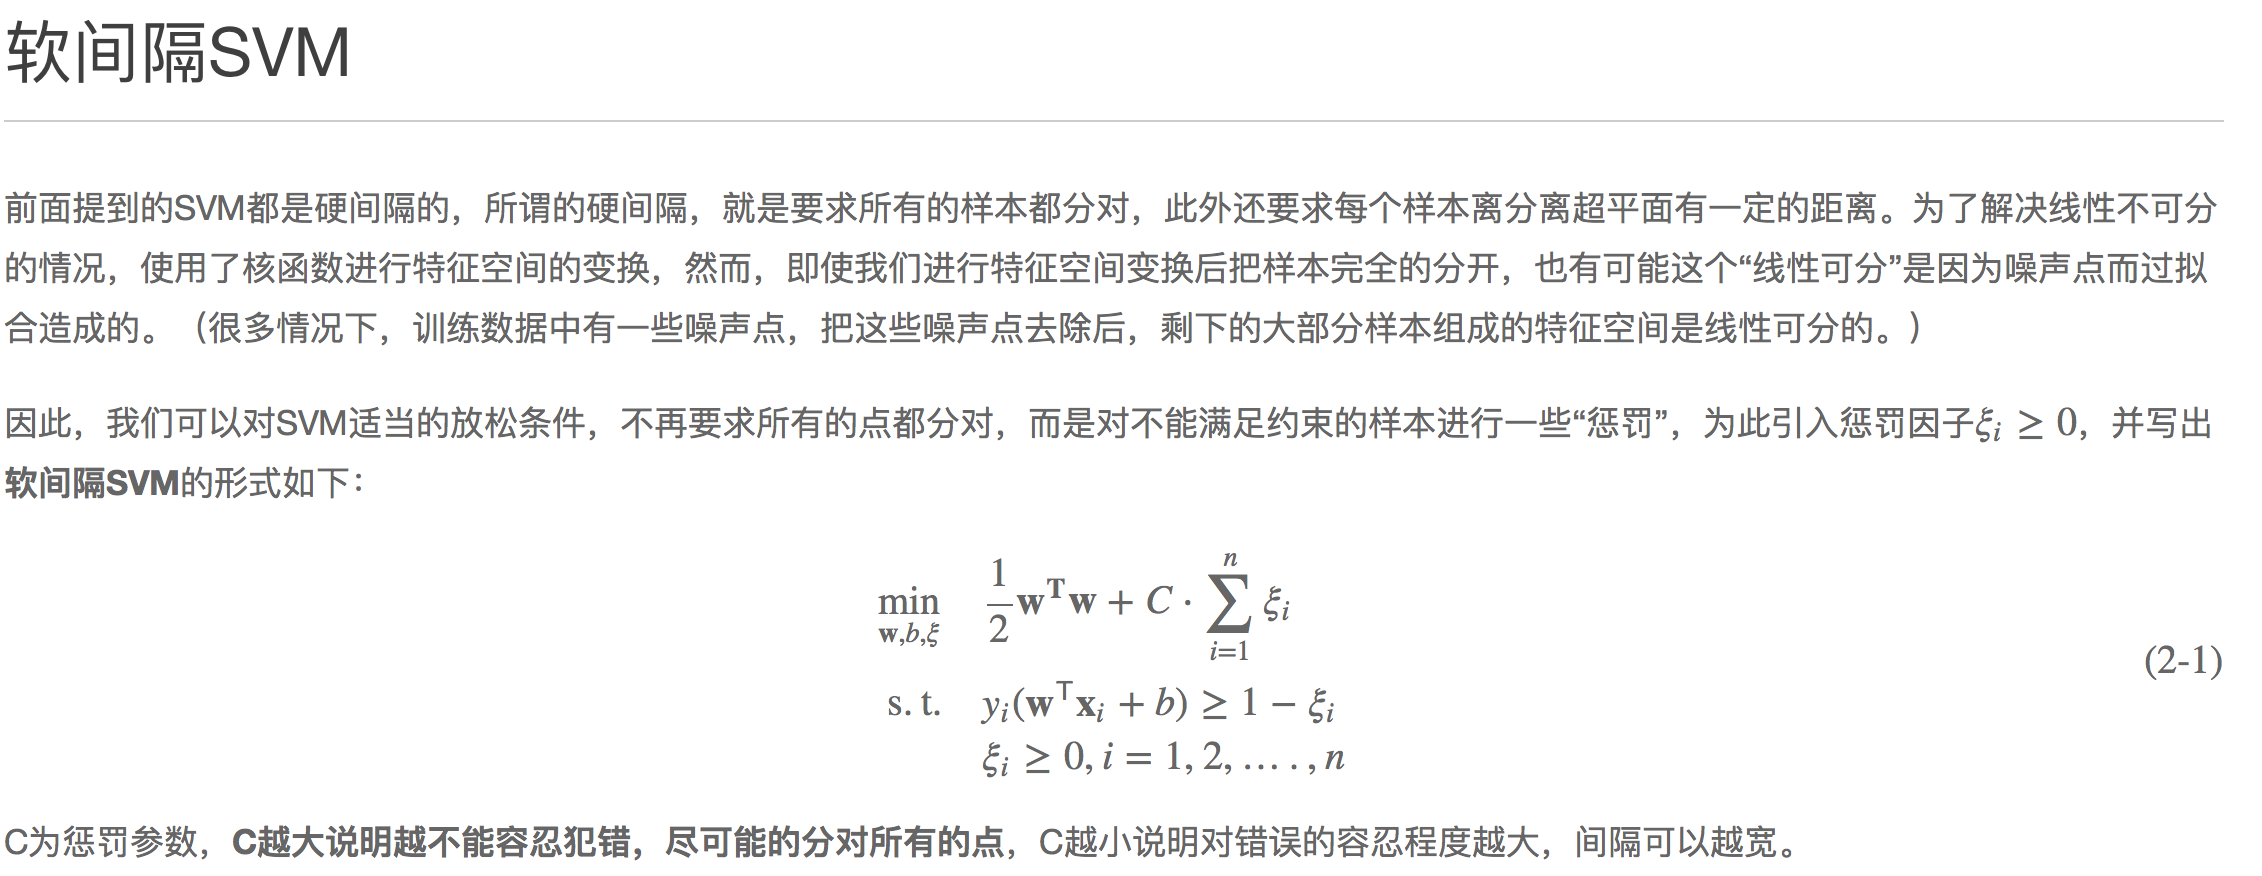 软间隔SVM
前面提到的SVM都是硬间隔的，所谓的硬间隔，就是要求所有的样本都分对，此外还要求每个样本离分离超平面有一定的距离。为了解决线性不可分
的情况，使用了核函数进行特征空间的变换，然而，即使我们进行特征空间变换后把样本完全的分开，也有可能这个“线性可分”是因为噪声点而过拟
合造成的。（很多情况下，训练数据中有一些噪声点，把这些噪声点去除后，剩下的大部分样本组成的特征空间是线性可分的。）
因此，我们可以对SVM适当的放松条件，不再要求所有的点都分对，而是对不能满足约束的样本进行一些“惩罚”，为此引入惩罚因子ξᵢ ≥ 0，并写出
软间隔SVM的形式如下：
min_{w,b,ξ} \frac{1}{2} w^T w + C · \sum_{i=1}^{n} ξᵢ
s. t. yᵢ(w^T xᵢ + b) ≥ 1 − ξᵢ
ξᵢ ≥ 0, i = 1, 2, … . , n
(2-1)
C为惩罚参数，C越大说明越不能容忍犯错，尽可能的分对所有的点，C越小说明对错误的容忍程度越大，间隔可以越宽。